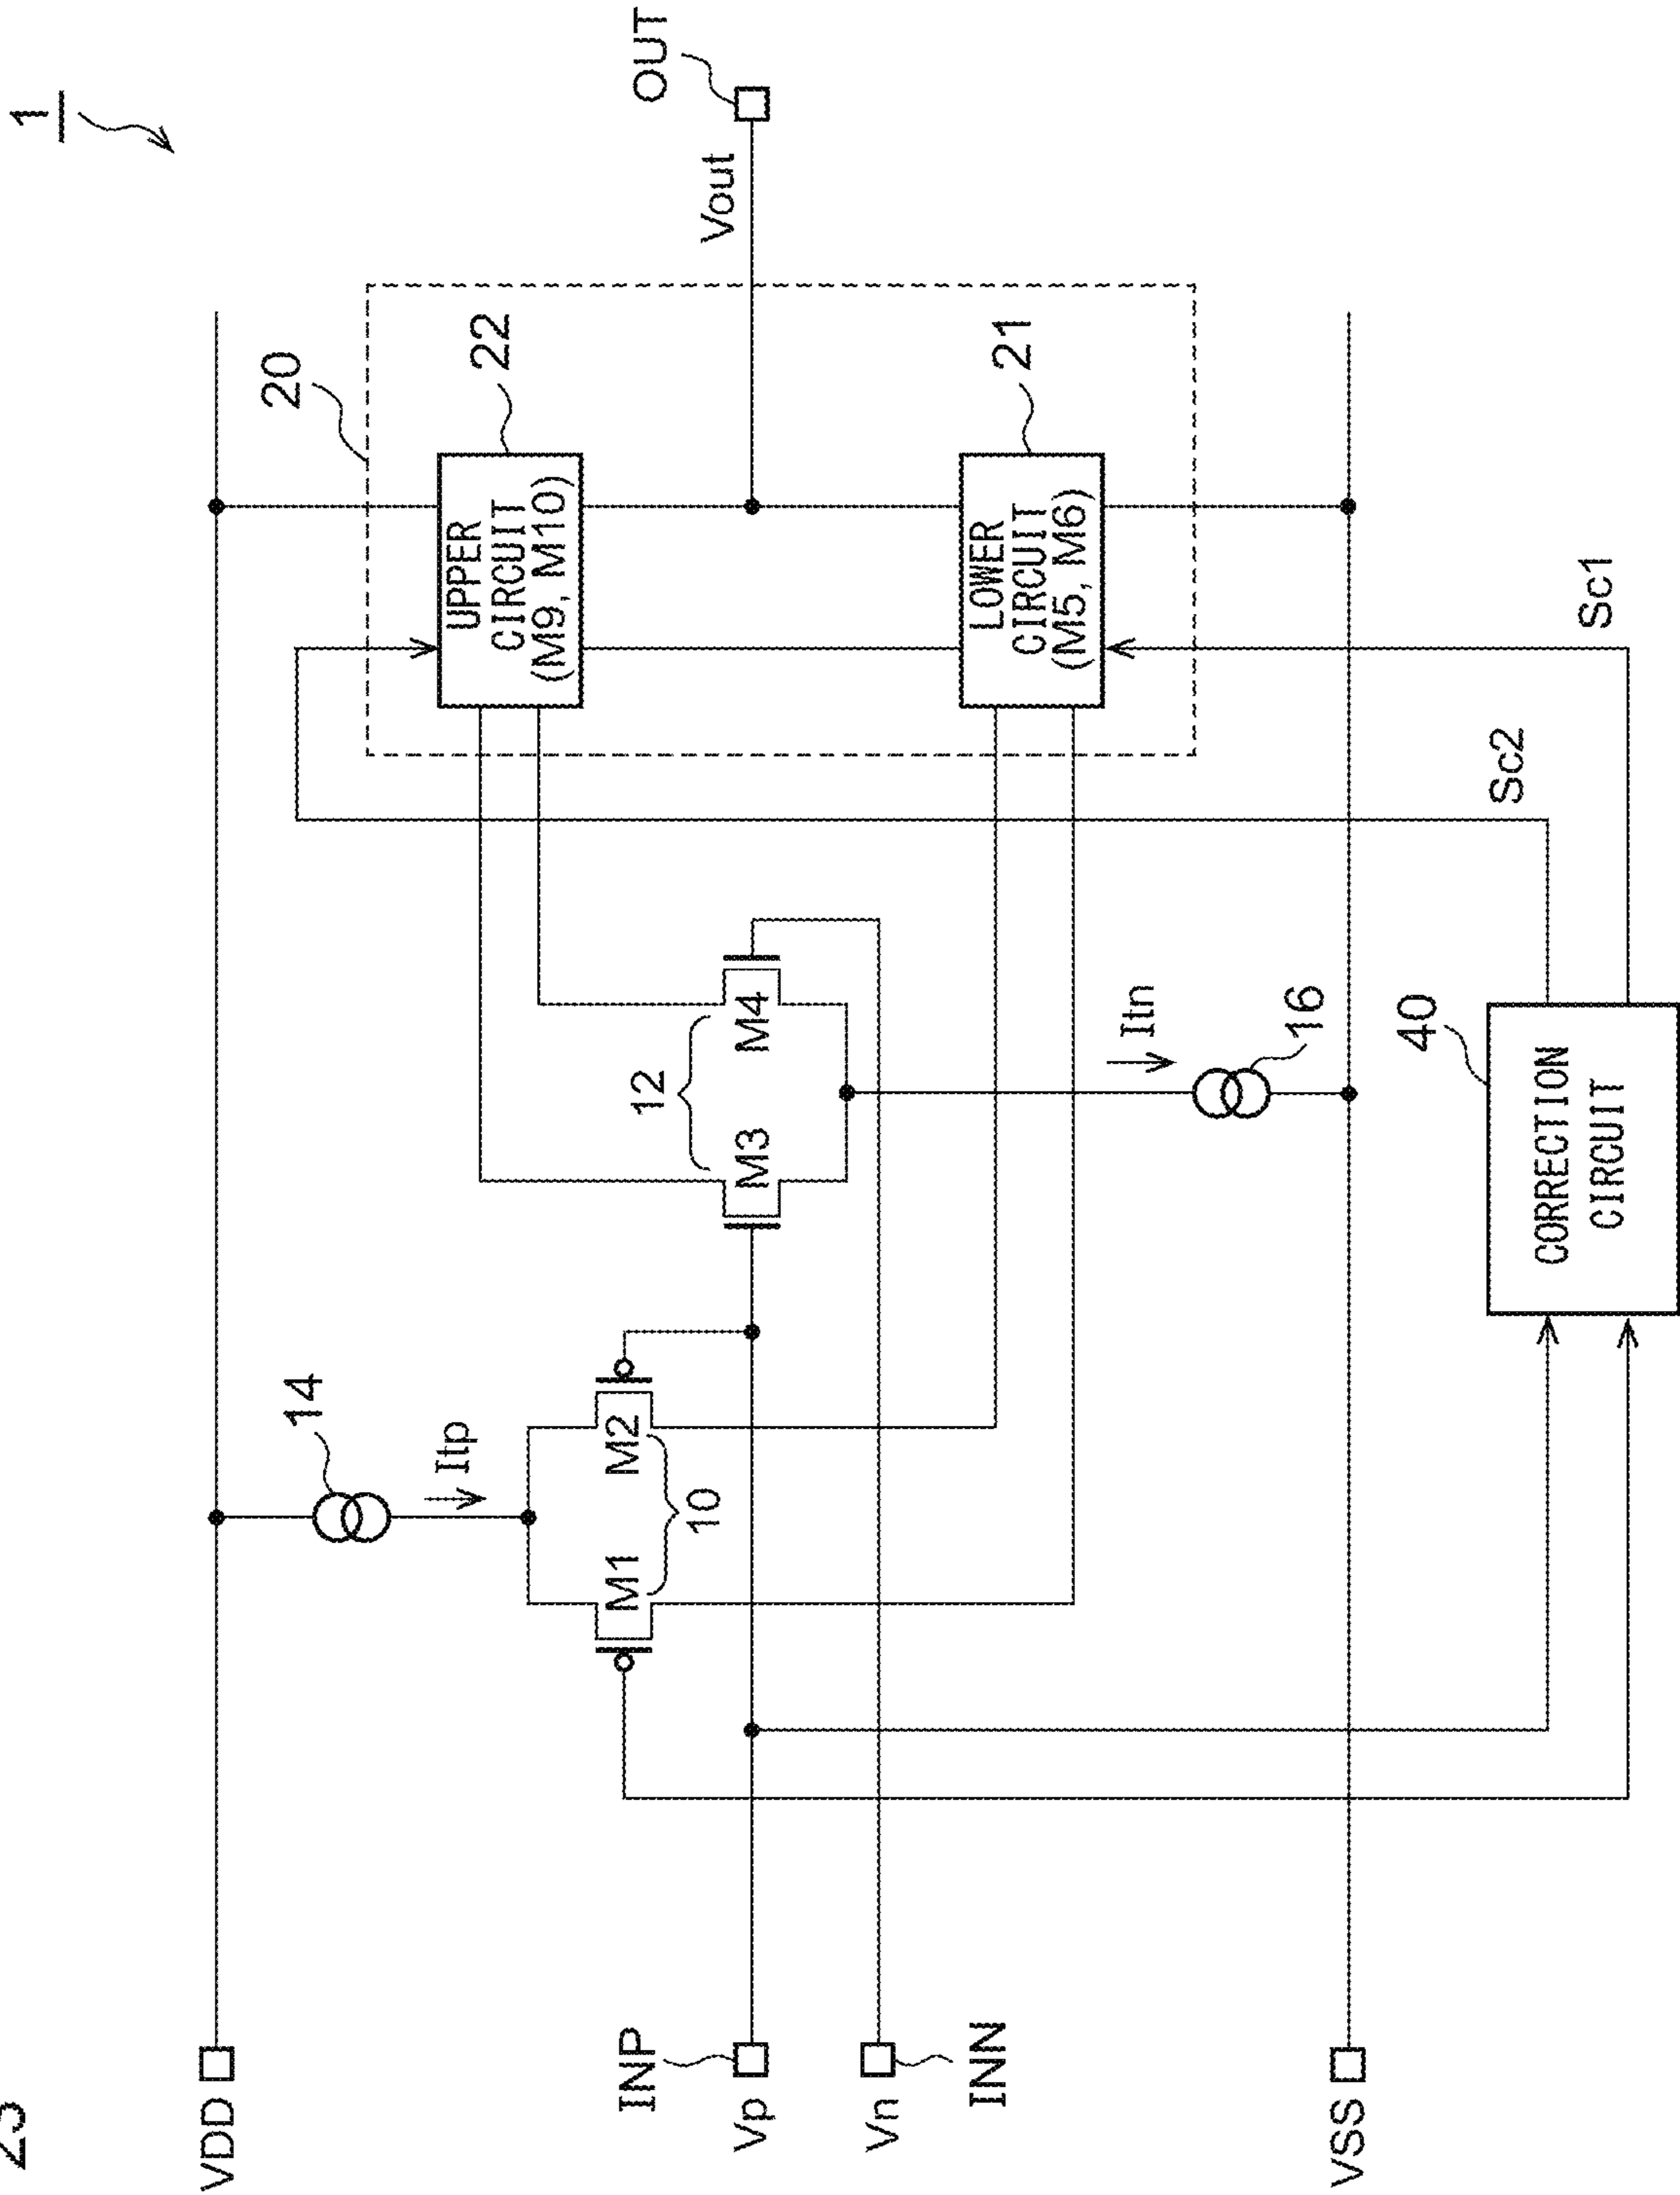 23
1
VDD
14
Itp
20
UPPER
CIRCUIT
(M9, M10)
22
INP
Vp
M1
M2
10
12
M3
M4
Vout
OUT
Vn
INN
LOWER
CIRCUIT
(M5, M6)
21
Itn
16
VSS
Sc2
Sc1
40
CORRECTION
CIRCUIT